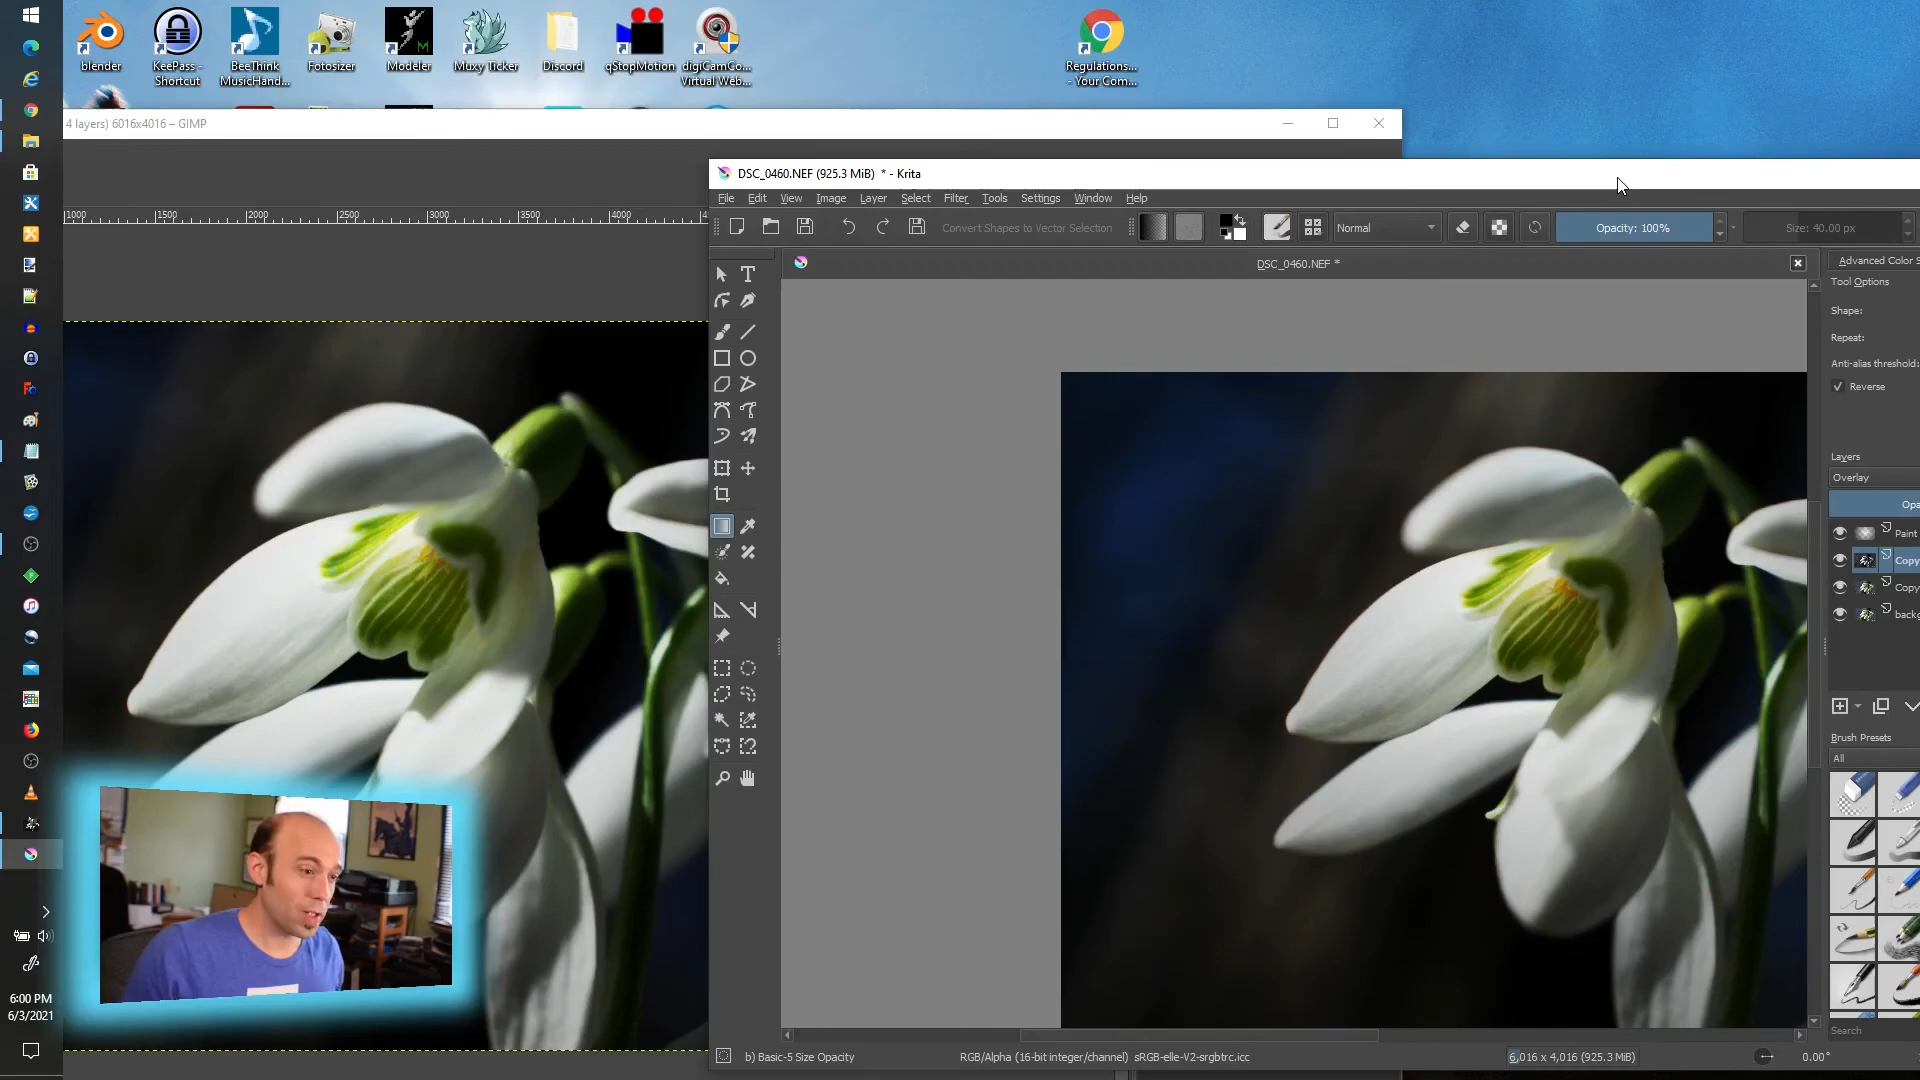 blender
KeePass -
Shortcut
BeeThink
MusicHand...
Fotosizer
Modeler
Muxy Ticker
Discord
qStopMotion
digiCamCo...
Virtual Web...
Regulations...
- Your Com...
4 layers) 6016x4016 – GIMP
1000
1500
2000
2500
3000
3500
4000
DSC_0460.NEF (925.3 MiB) * - Krita
File Edit View Image Layer Select Filter Tools Settings Window Help
Convert Shapes to Vector Selection
Normal
Opacity: 100%
Size: 40.00 px
DSC_0460.NEF *
Advanced Color S
Tool Options
Shape:
Repeat:
Anti-alias threshold:
Reverse
Layers
Overlay
Opa
Paint
Copy
Copy
backg
Brush Presets
All
Search
b) Basic-5 Size Opacity
RGB/Alpha (16-bit integer/channel) sRGB-elle-V2-srgbtrc.icc
6,016 x 4,016 (925.3 MiB)
0.00°
6:00 PM
6/3/2021